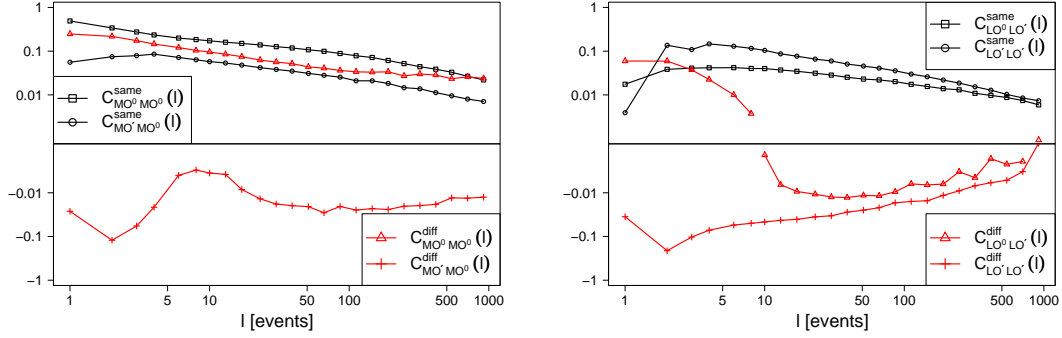 1
0.1
0.01
−0.01
−0.1
−1
C^same_MO⁰ MO⁰(l)
C^same_MO′ MO⁰(l)
C^diff_MO⁰ MO⁰(l)
C^diff_MO′ MO⁰(l)
1 5 10 50 100 500 1000
l [events]
1
0.1
0.01
−0.01
−0.1
−1
C^same_LO⁰ LO′(l)
C^same_LO′ LO′(l)
C^diff_LO⁰ LO′(l)
C^diff_LO′ LO′(l)
1 5 10 50 100 500 1000
l [events]